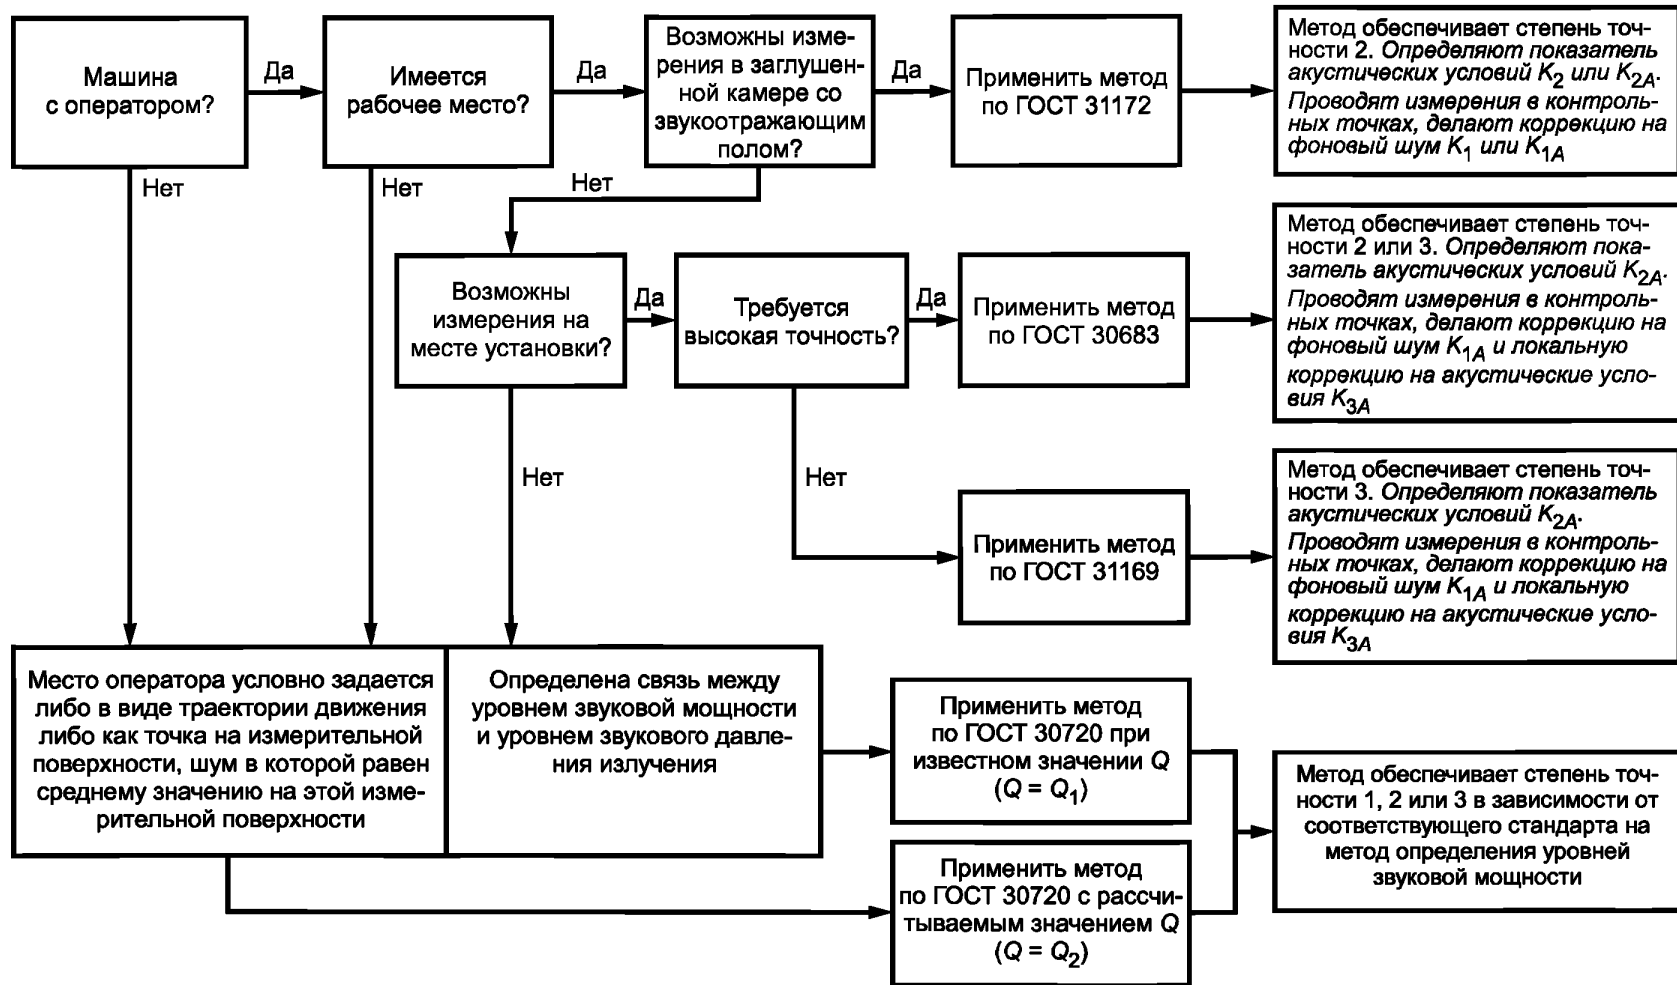 Машина
с оператором?
Да
Имеется
рабочее место?
Да
Возможны изме-
рения в заглушен-
ной камере со
звукоотражающим
полом?
Да
Применить метод
по ГОСТ 31172
Метод обеспечивает степень точ-
ности 2. Определяют показатель
акустических условий K2 или K2A.
Проводят измерения в контроль-
ных точках, делают коррекцию на
фоновый шум K1 или K1A
Нет
Нет
Нет
Возможны
измерения на
месте установки?
Да
Требуется
высокая точность?
Да
Применить метод
по ГОСТ 30683
Метод обеспечивает степень точ-
ности 2 или 3. Определяют пока-
затель акустических условий K2A.
Проводят измерения в контроль-
ных точках, делают коррекцию на
фоновый шум K1A и локальную
коррекцию на акустические усло-
вия K3A
Нет
Нет
Применить метод
по ГОСТ 31169
Метод обеспечивает степень точ-
ности 3. Определяют показатель
акустических условий K2A.
Проводят измерения в контроль-
ных точках, делают коррекцию на
фоновый шум K1A и локальную
коррекцию на акустические усло-
вия K3A
Место оператора условно задается
либо в виде траектории движения
либо как точка на измерительной
поверхности, шум в которой равен
среднему значению на этой изме-
рительной поверхности
Определена связь между
уровнем звуковой мощности
и уровнем звукового давле-
ния излучения
Применить метод
по ГОСТ 30720 при
известном значении Q
(Q = Q1)
Применить метод
по ГОСТ 30720 с рассчи-
тываемым значением Q
(Q = Q2)
Метод обеспечивает степень точ-
ности 1, 2 или 3 в зависимости от
соответствующего стандарта на
метод определения уровней
звуковой мощности